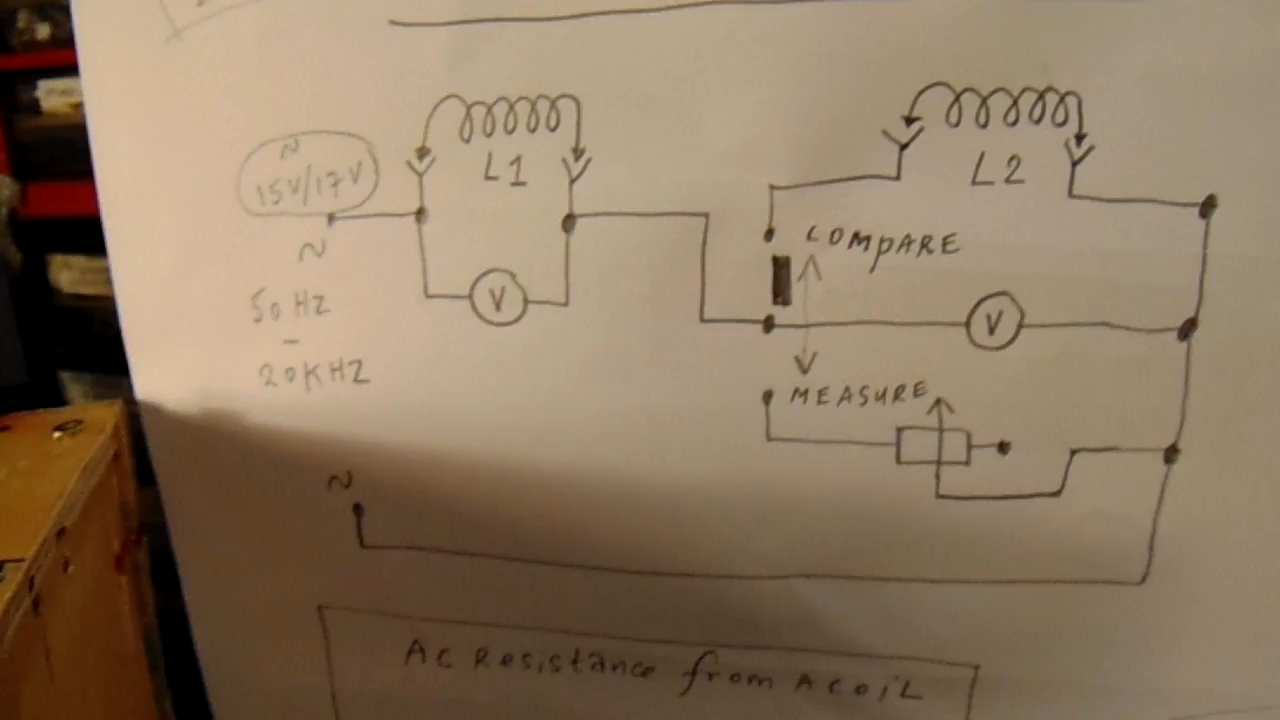 ~
15V/17V
~
50 HZ
–
20KHZ
L1
V
L2
COMPARE
V
MEASURE
~
AC Resistance from A COIL